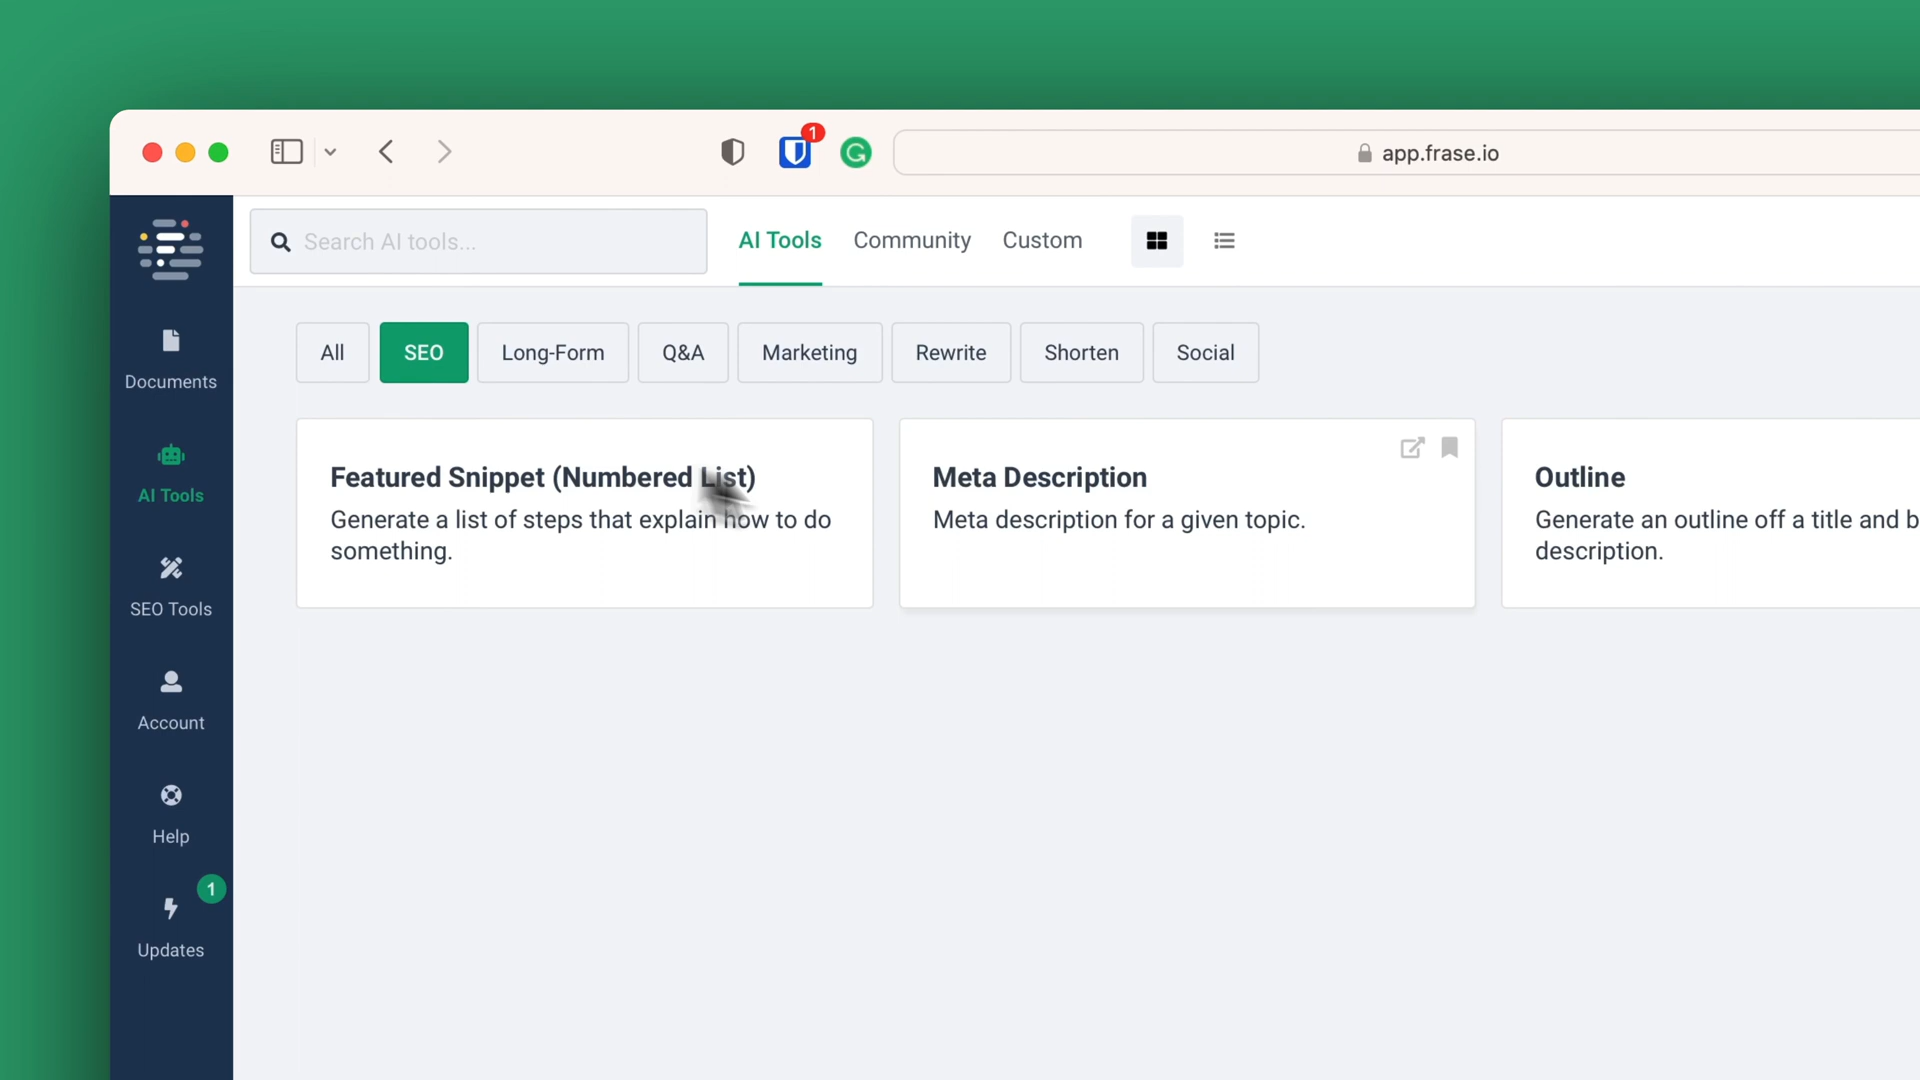 1
app.frase.io
Search AI tools...
AI Tools
Community
Custom
All
SEO
Long-Form
Q&A
Marketing
Rewrite
Shorten
Social
Documents
AI Tools
SEO Tools
Account
Help
1
Updates
Featured Snippet (Numbered List)
Generate a list of steps that explain how to do
something.
Meta Description
Meta description for a given topic.
Outline
Generate an outline off a title and b
description.